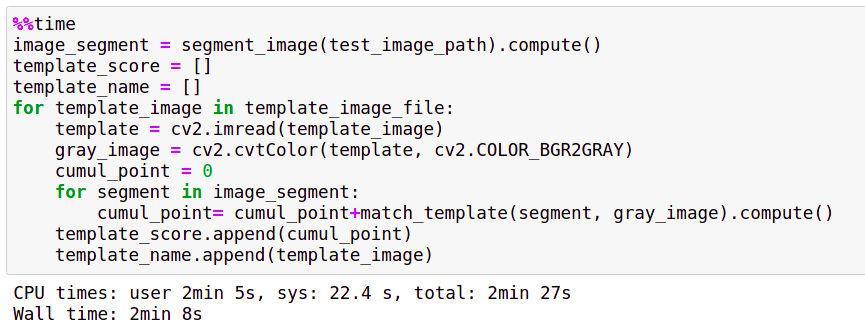 %%time
image_segment = segment_image(test_image_path).compute()
template_score = []
template_name = []
for template_image in template_image_file:
    template = cv2.imread(template_image)
    gray_image = cv2.cvtColor(template, cv2.COLOR_BGR2GRAY)
    cumul_point = 0
    for segment in image_segment:
        cumul_point= cumul_point+match_template(segment, gray_image).compute()
    template_score.append(cumul_point)
    template_name.append(template_image)
CPU times: user 2min 5s, sys: 22.4 s, total: 2min 27s
Wall time: 2min 8s